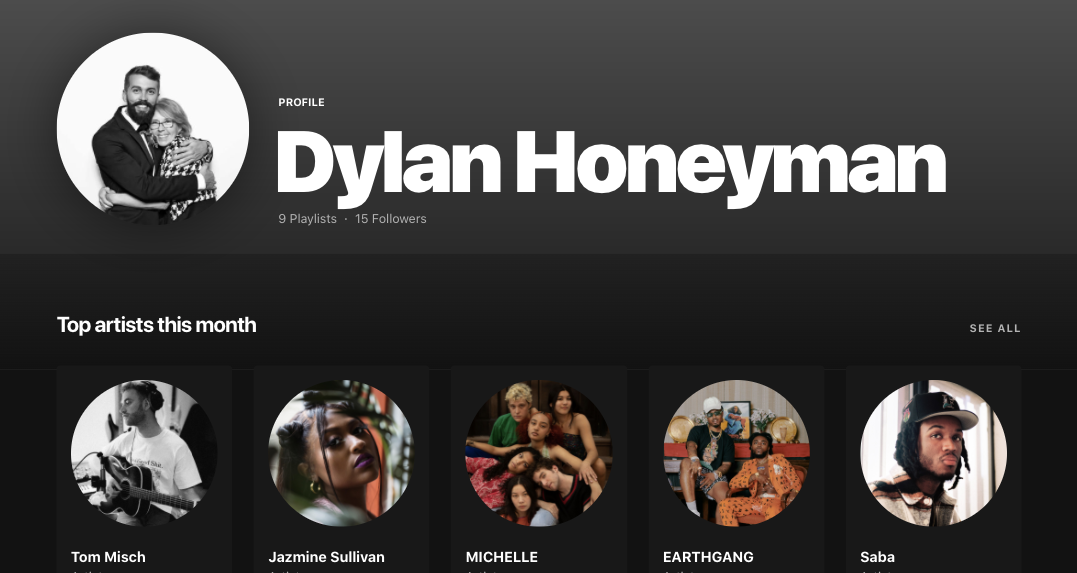 PROFILE
Dylan Honeyman
9 Playlists · 15 Followers
Top artists this month
SEE ALL
Tom Misch
Jazmine Sullivan
MICHELLE
EARTHGANG
Saba